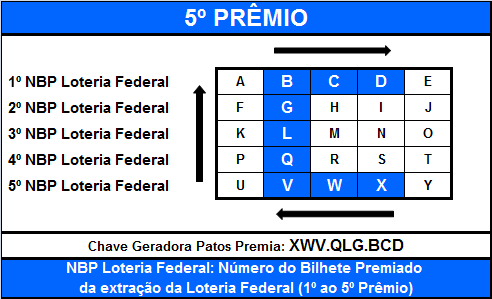 5º PRÊMIO
1º NBP Loteria Federal A B C D E
2º NBP Loteria Federal F G H I J
3º NBP Loteria Federal K L M N O
4º NBP Loteria Federal P Q R S T
5º NBP Loteria Federal U V W X Y
Chave Geradora Patos Premia: XWV.QLG.BCD
NBP Loteria Federal: Número do Bilhete Premiado
da extração da Loteria Federal (1º ao 5º Prêmio)